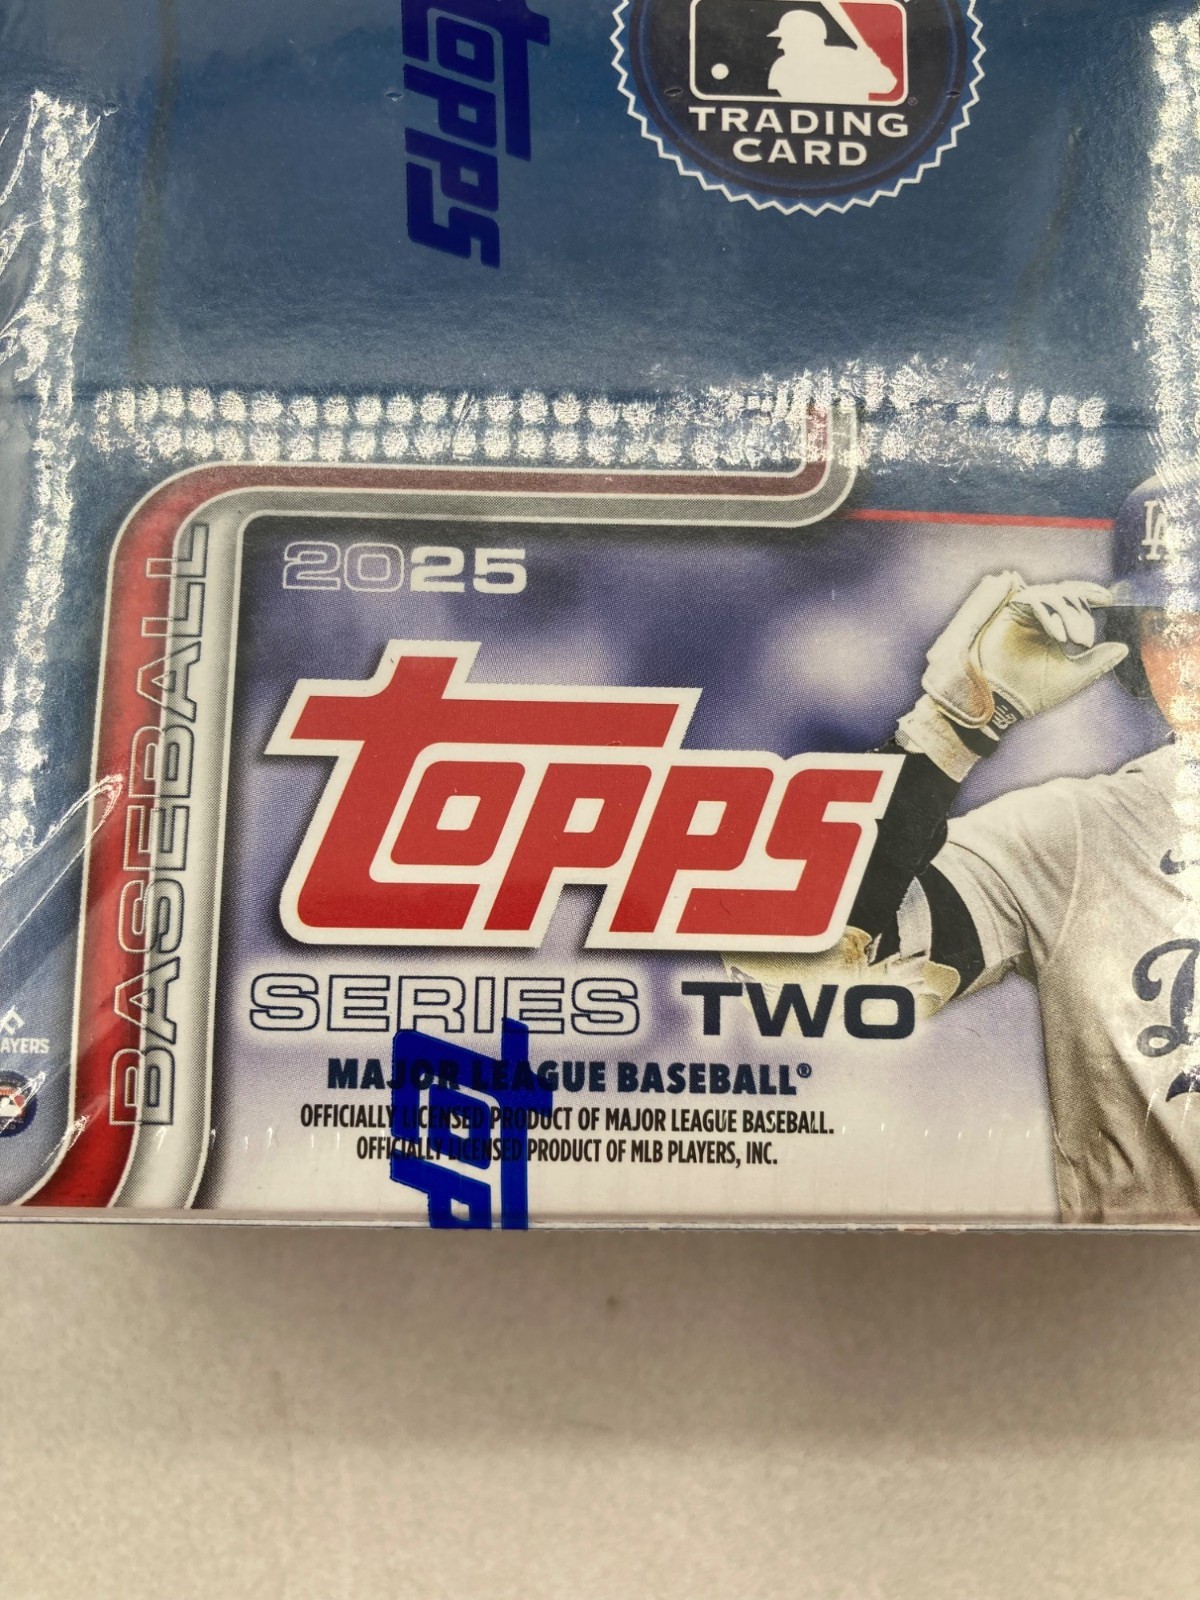 topps
TRADING
CARD
2025
BASEBALL
topps
SERIES TWO
MAJOR LEAGUE BASEBALL®
OFFICIALLY LICENSED PRODUCT OF MAJOR LEAGUE BASEBALL.
OFFICIALLY LICENSED PRODUCT OF MLB PLAYERS, INC.
LA